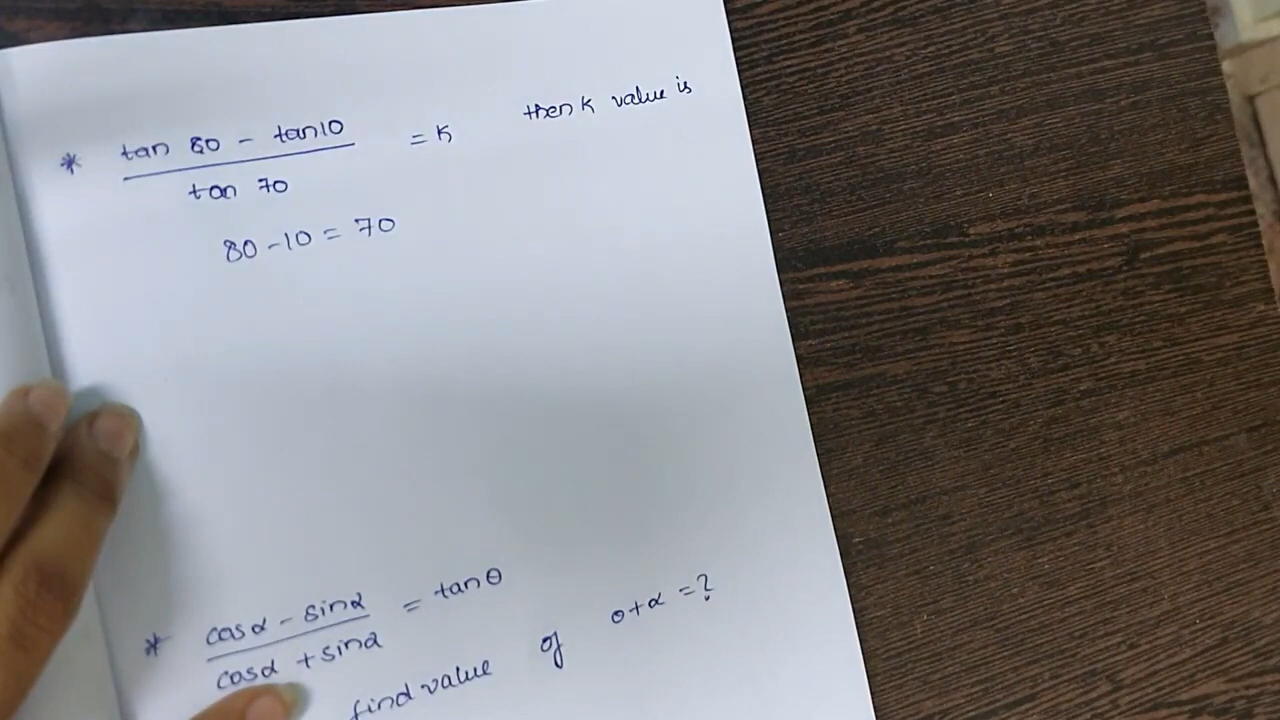 * tan 80 - tan10 = K then K value is
tan 70
80 - 10 = 70
* cosα - sinα = tanθ
cosα + sinα
find value of θ+α = ?